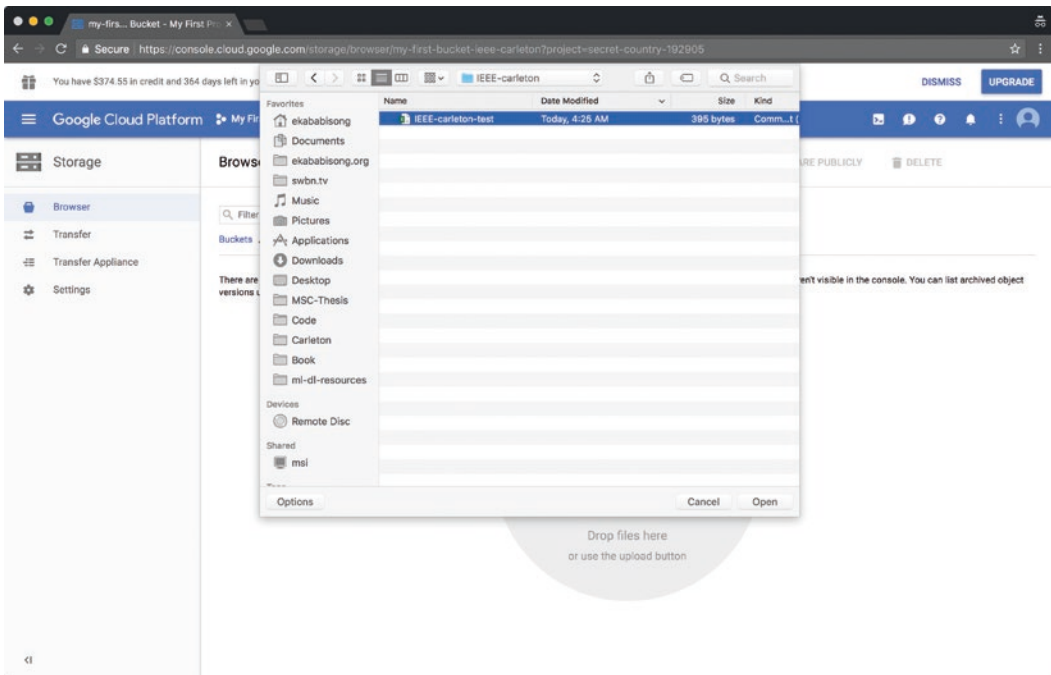 my-firs... Bucket - My First Pro
Secure https://console.cloud.google.com/storage/browser/my-first-bucket-ieee-carleton?project=secret-country-192905
You have $374.55 in credit and 364 days left in yo
DISMISS
UPGRADE
IEEE-carleton
Search
Google Cloud Platform
My Fir
Favorites
Name
Date Modified
Size
Kind
IEEE-carleton-test
Today, 4:25 AM
395 bytes
Comm...t (
ekababisong
Documents
ekababisong.org
swbn.tv
Music
Pictures
Applications
Downloads
Desktop
MSC-Thesis
Code
Carleton
Book
ml-dl-resources
Devices
Remote Disc
Shared
msi
Options
Cancel
Open
Storage
Browse
ARE PUBLICLY
DELETE
Browser
Transfer
Transfer Appliance
Settings
Filter
Buckets
There are
en't visible in the console. You can list archived object
versions u
Drop files here
or use the upload button